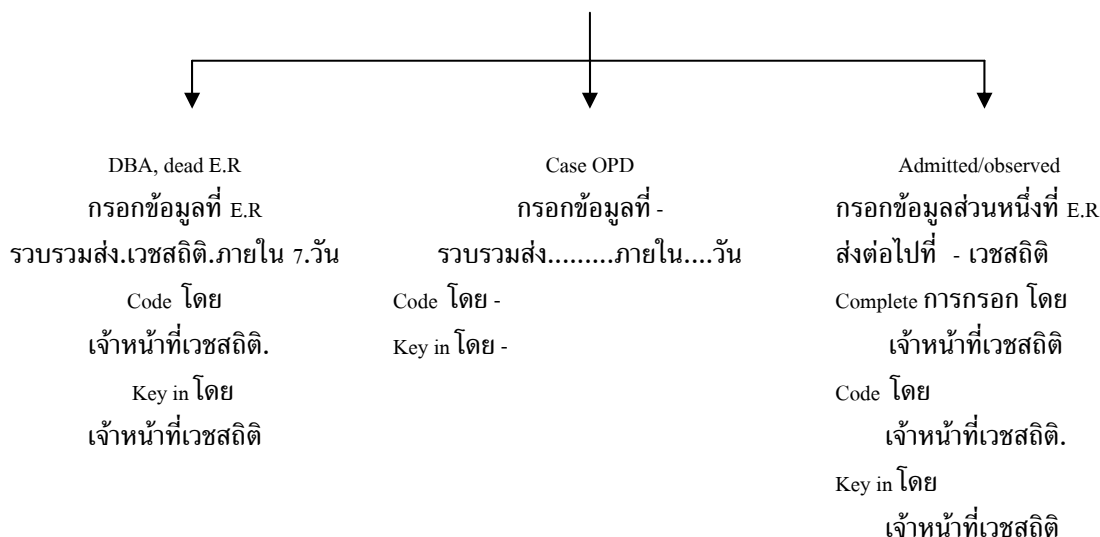 DBA, dead E.R
กรอกข้อมูลที่ E.R
รวบรวมส่ง.เวชสถิติ.ภายใน 7.วัน
Code โดย
เจ้าหน้าที่เวชสถิติ.
Key in โดย
เจ้าหน้าที่เวชสถิติ
Case OPD
กรอกข้อมูลที่ -
รวบรวมส่ง.........ภายใน....วัน
Code โดย -
Key in โดย -
Admitted/observed
กรอกข้อมูลส่วนหนึ่งที่ E.R
ส่งต่อไปที่ - เวชสถิติ
Complete การกรอก โดย
เจ้าหน้าที่เวชสถิติ
Code โดย
เจ้าหน้าที่เวชสถิติ.
Key in โดย
เจ้าหน้าที่เวชสถิติ